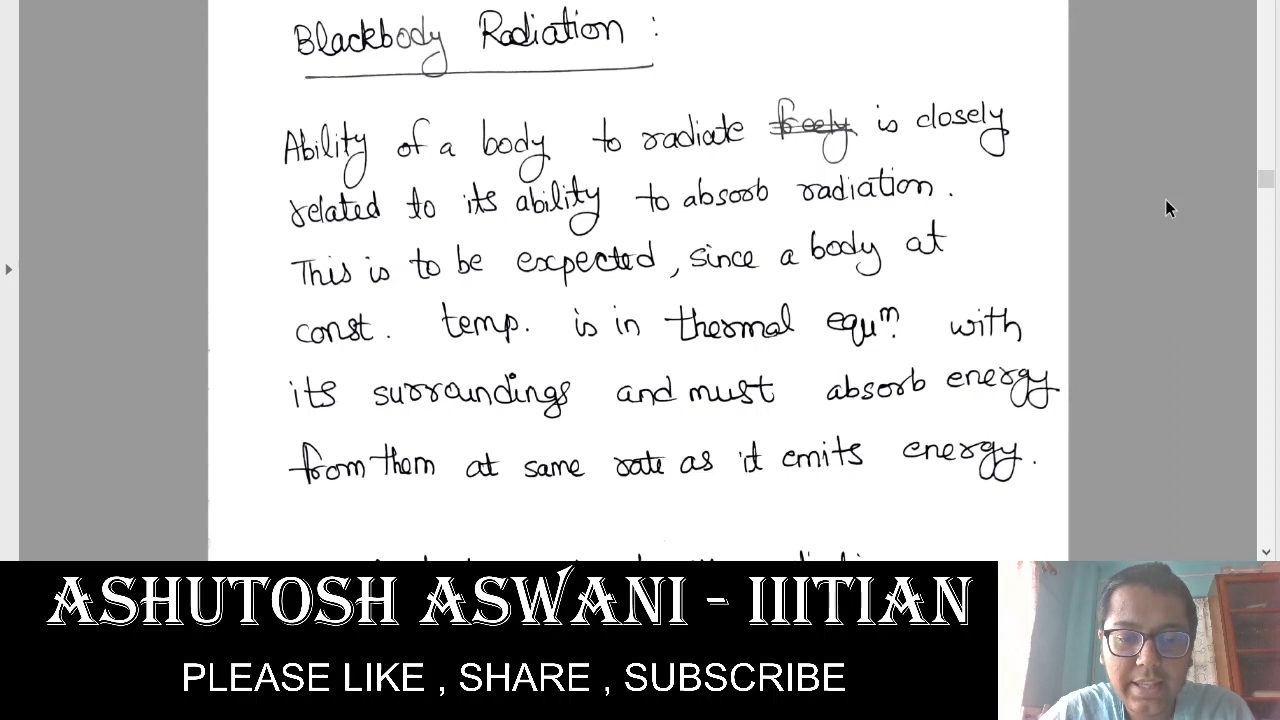 Blackbody Radiation :
Ability of a body to radiate freely is closely
related to its ability to absorb radiation.
This is to be expected, since a body at
const. temp. is in thermal equm. with
its surroundings and must absorb energy
from them at same rate as it emits energy.
ASHUTOSH ASWANI - IIITIAN
PLEASE LIKE , SHARE , SUBSCRIBE